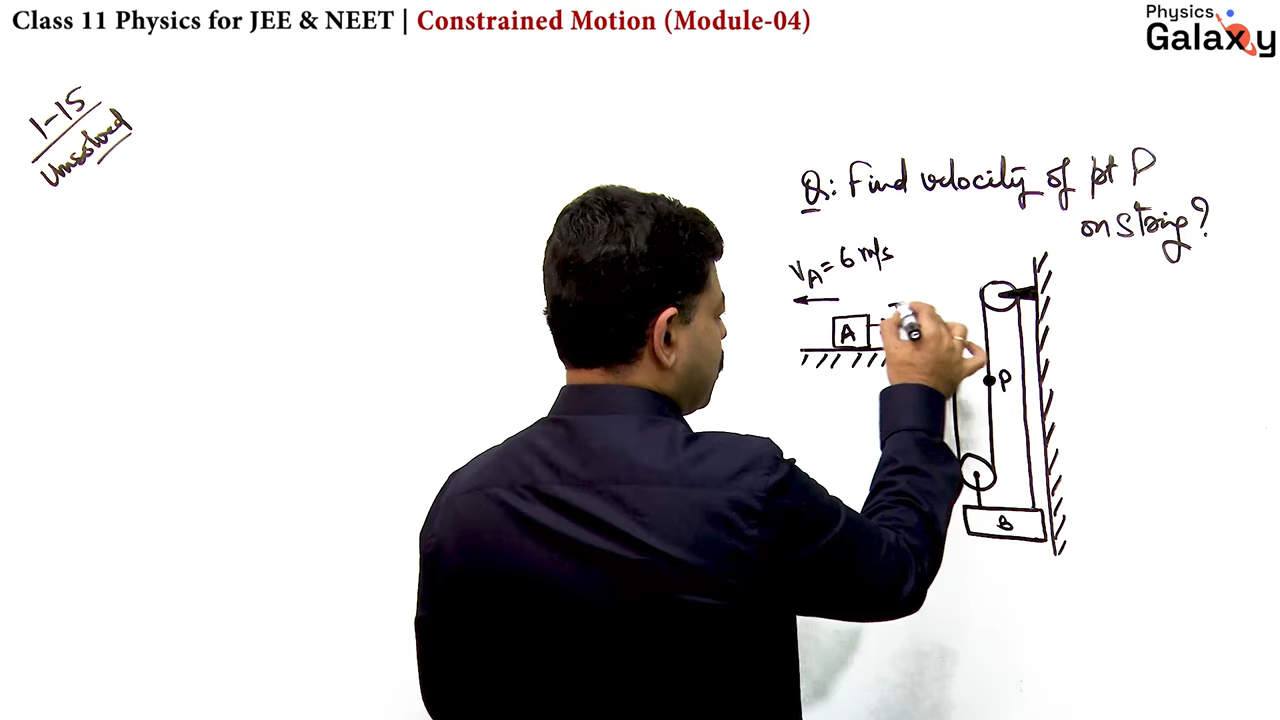 Class 11 Physics for JEE & NEET | Constrained Motion (Module-04)
Physics
Galaxy
1-15
Unsolved
Q: Find velocity of pt P
on string?
VA = 6 m/s
A
P
B